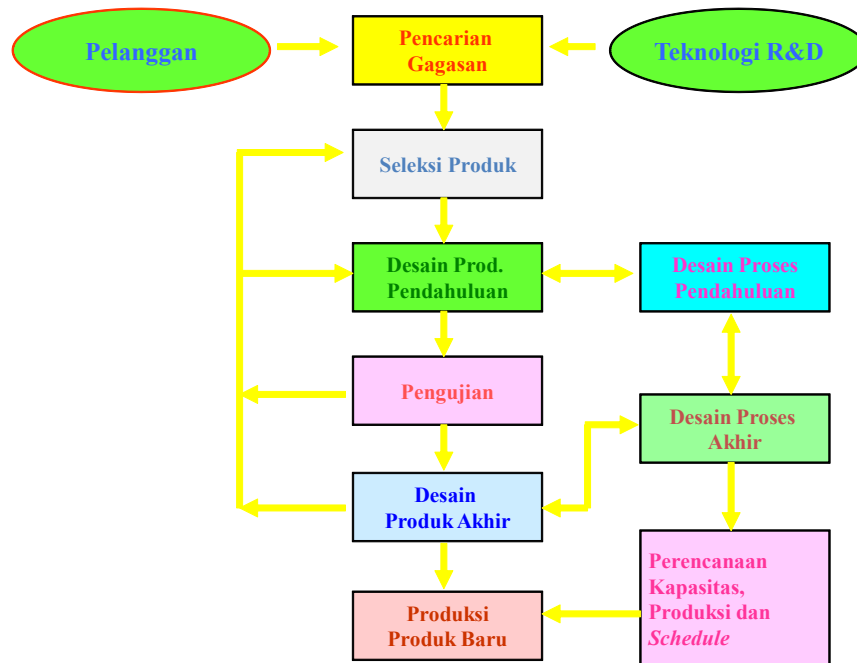 Pelanggan
Pencarian
Gagasan
Teknologi R&D
Seleksi Produk
Desain Prod.
Pendahuluan
Desain Proses
Pendahuluan
Pengujian
Desain Proses
Akhir
Desain
Produk Akhir
Perencanaan
Kapasitas,
Produksi dan
Schedule
Produksi
Produk Baru